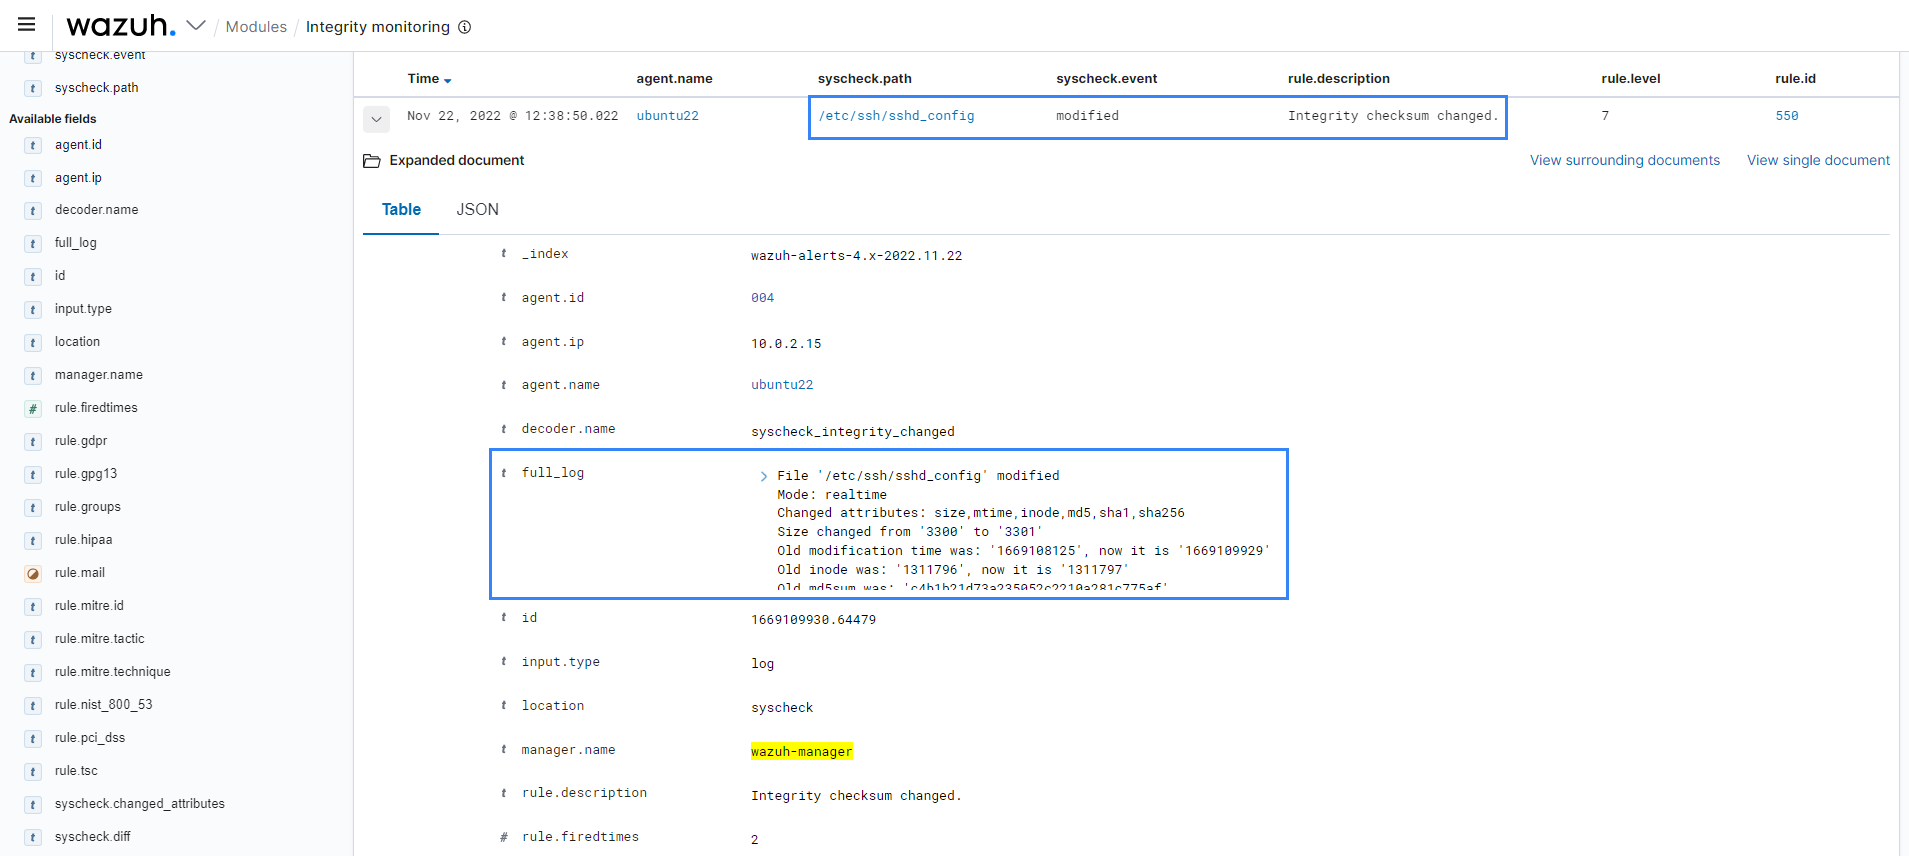 wazuh. / Modules / Integrity monitoring
syscheck.event
t syscheck.path
Available fields
t agent.id
t agent.ip
t decoder.name
t full_log
t id
t input.type
t location
t manager.name
# rule.firedtimes
t rule.gdpr
t rule.gpg13
t rule.groups
t rule.hipaa
rule.mail
t rule.mitre.id
t rule.mitre.tactic
t rule.mitre.technique
t rule.nist_800_53
t rule.pci_dss
t rule.tsc
t syscheck.changed_attributes
t syscheck.diff
Time agent.name syscheck.path syscheck.event rule.description rule.level rule.id
Nov 22, 2022 @ 12:38:50.022 ubuntu22 /etc/ssh/sshd_config modified Integrity checksum changed. 7 550
Expanded document View surrounding documents View single document
Table JSON
t _index wazuh-alerts-4.x-2022.11.22
t agent.id 004
t agent.ip 10.0.2.15
t agent.name ubuntu22
t decoder.name syscheck_integrity_changed
t full_log > File '/etc/ssh/sshd_config' modified
Mode: realtime
Changed attributes: size,mtime,inode,md5,sha1,sha256
Size changed from '3300' to '3301'
Old modification time was: '1669108125', now it is '1669109929'
Old inode was: '1311796', now it is '1311797'
Old md5sum was: 'c4b1b21d73a235052c2210a281c775af'
t id 1669109930.64479
t input.type log
t location syscheck
t manager.name wazuh-manager
t rule.description Integrity checksum changed.
# rule.firedtimes 2